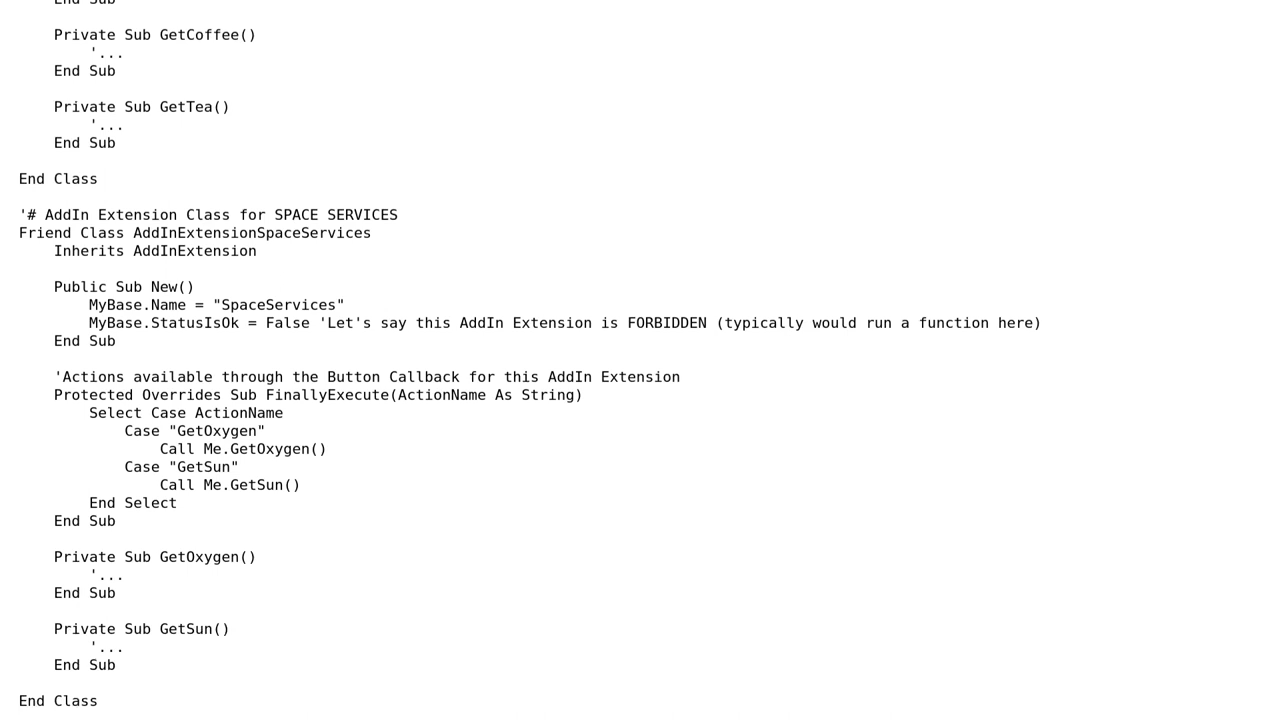 End Sub

    Private Sub GetCoffee()
        '...
    End Sub

    Private Sub GetTea()
        '...
    End Sub

End Class

'# AddIn Extension Class for SPACE SERVICES
Friend Class AddInExtensionSpaceServices
    Inherits AddInExtension

    Public Sub New()
        MyBase.Name = "SpaceServices"
        MyBase.StatusIsOk = False 'Let's say this AddIn Extension is FORBIDDEN (typically would run a function here)
    End Sub

    'Actions available through the Button Callback for this AddIn Extension
    Protected Overrides Sub FinallyExecute(ActionName As String)
        Select Case ActionName
            Case "GetOxygen"
                Call Me.GetOxygen()
            Case "GetSun"
                Call Me.GetSun()
        End Select
    End Sub

    Private Sub GetOxygen()
        '...
    End Sub

    Private Sub GetSun()
        '...
    End Sub

End Class